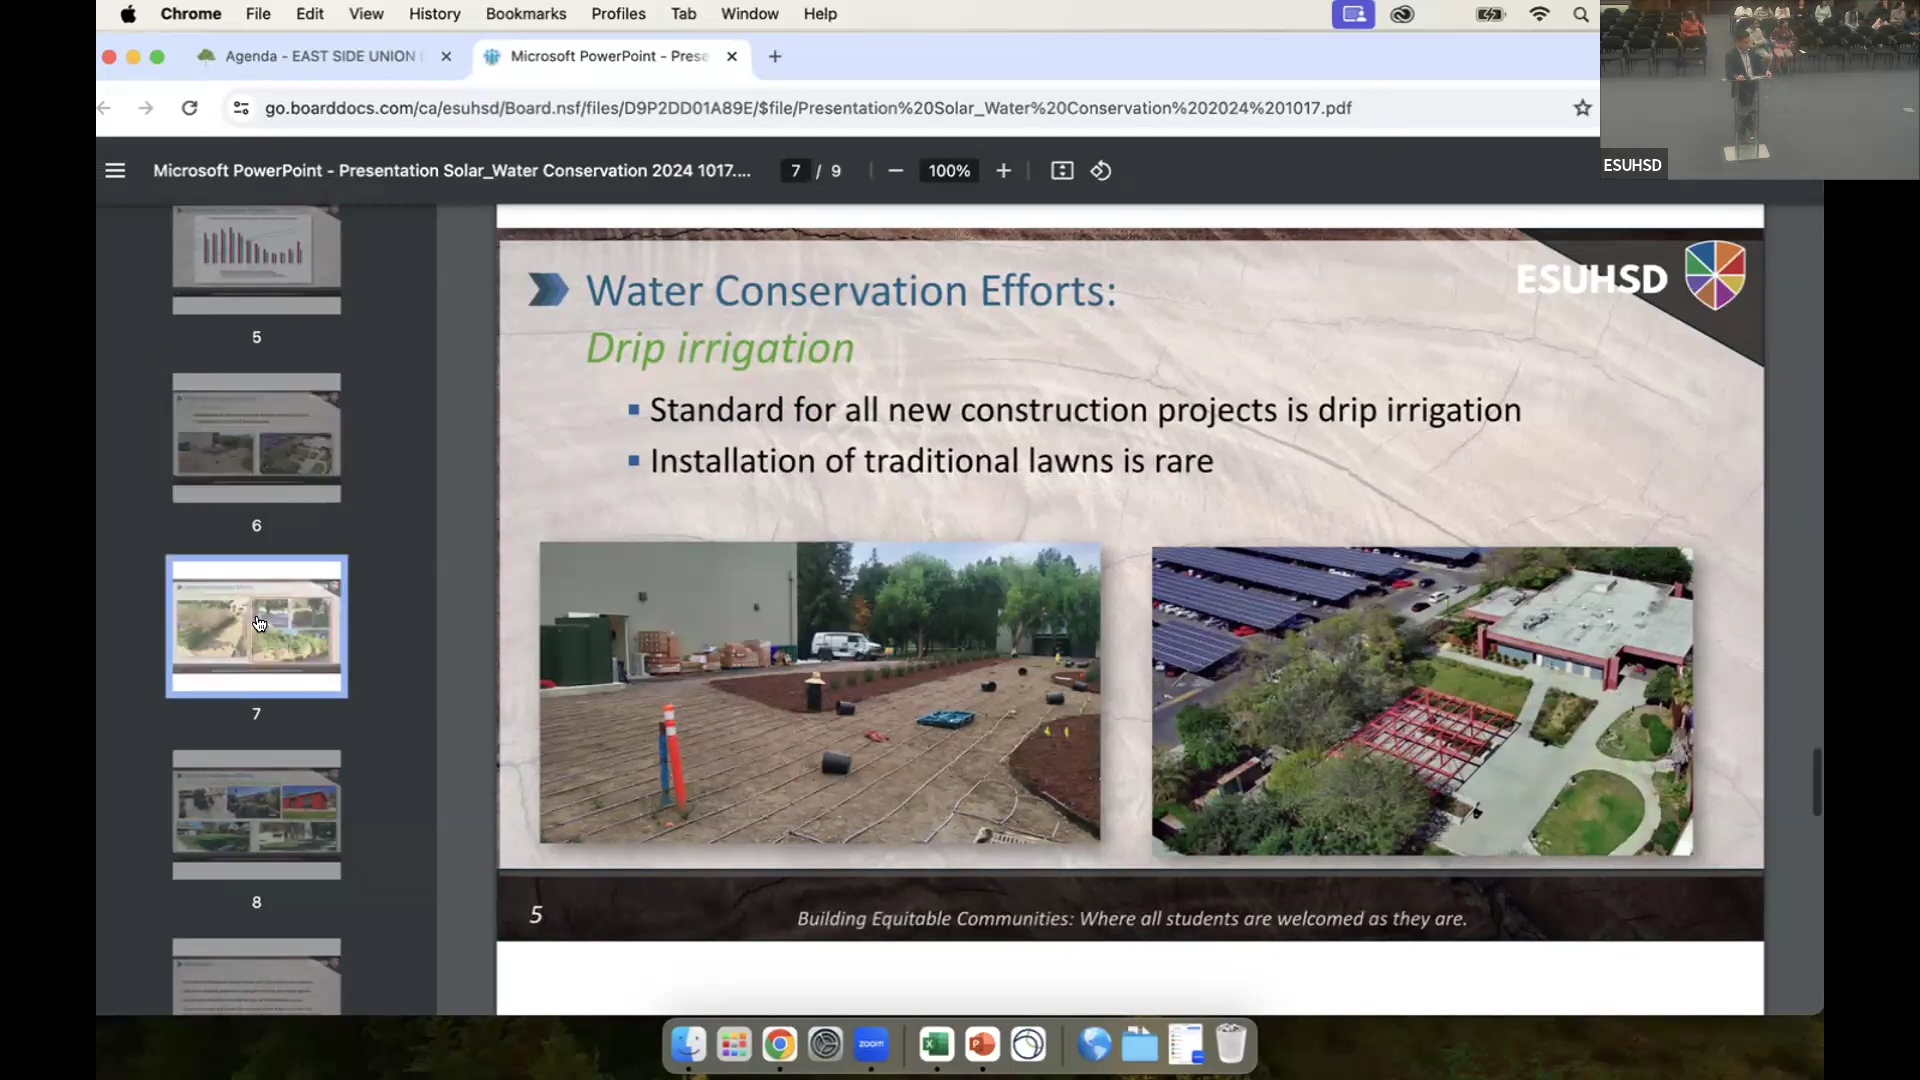 Chrome File Edit View History Bookmarks Profiles Tab Window Help
Agenda - EAST SIDE UNION
Microsoft PowerPoint - Prese
go.boarddocs.com/ca/esuhsd/Board.nsf/files/D9P2DD01A89E/$file/Presentation%20Solar_Water%20Conservation%202024%201017.pdf
ESUHSD
Microsoft PowerPoint - Presentation Solar_Water Conservation 2024 1017.... 7 / 9 100%
5
6
7
8
ESUHSD
Water Conservation Efforts:
Drip irrigation
Standard for all new construction projects is drip irrigation
Installation of traditional lawns is rare
5
Building Equitable Communities: Where all students are welcomed as they are.
zoom